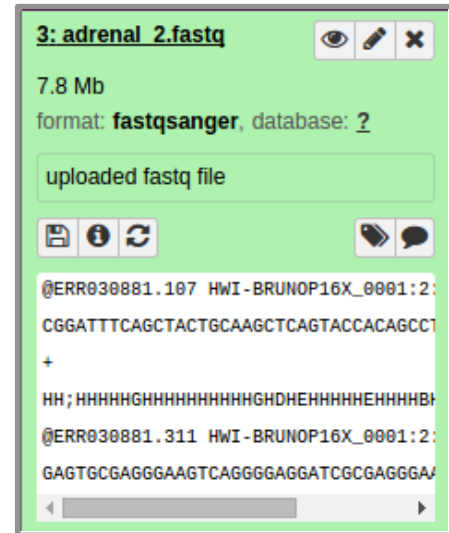 3: adrenal_2.fastq
7.8 Mb
format: fastqsanger, database: ?
uploaded fastq file
@ERR030881.107 HWI-BRUNOP16X_0001:2:
CGGATTTCAGCTACTGCAAGCTCAGTACCACAGCCT
+
HH;HHHHHGHHHHHHHHHHGHDHEHHHHHEHHHHBH
@ERR030881.311 HWI-BRUNOP16X_0001:2:
GAGTGCGAGGGAAGTCAGGGGAGGATCGCGAGGGAA